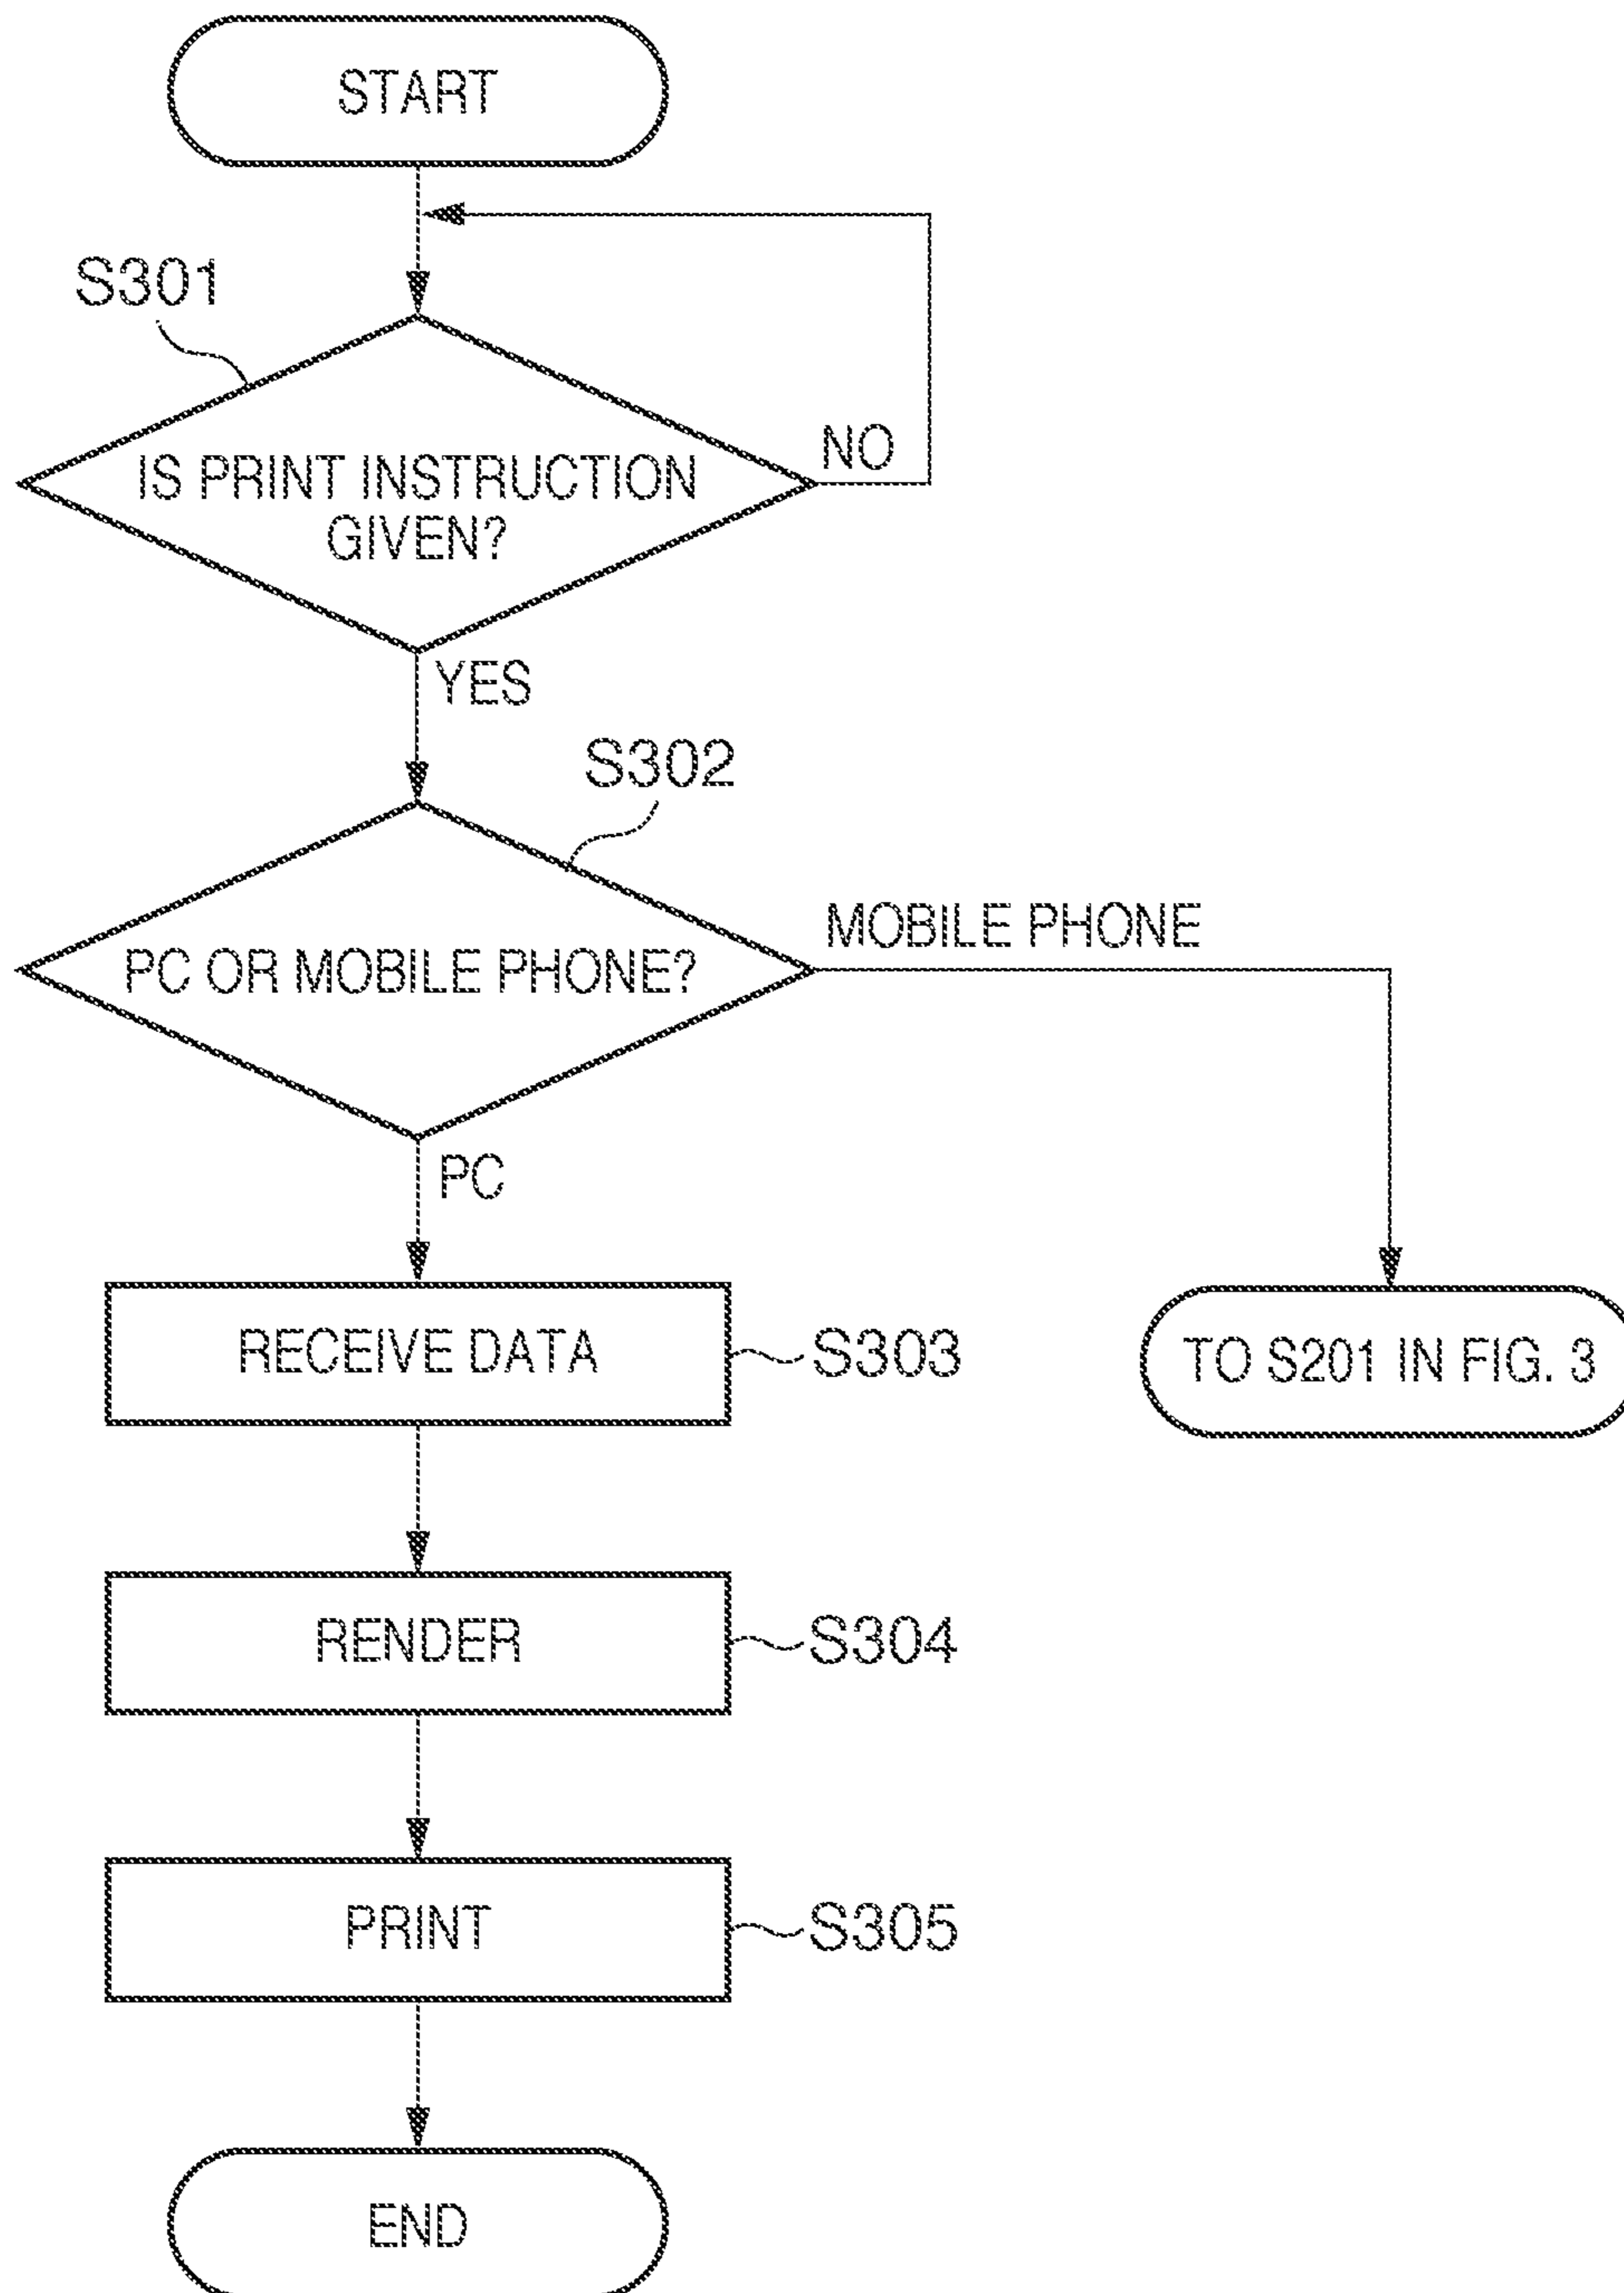 START
S301
IS PRINT INSTRUCTION
GIVEN?
NO
YES
S302
PC OR MOBILE PHONE?
MOBILE PHONE
PC
RECEIVE DATA
S303
TO S201 IN FIG. 3
RENDER
S304
PRINT
S305
END